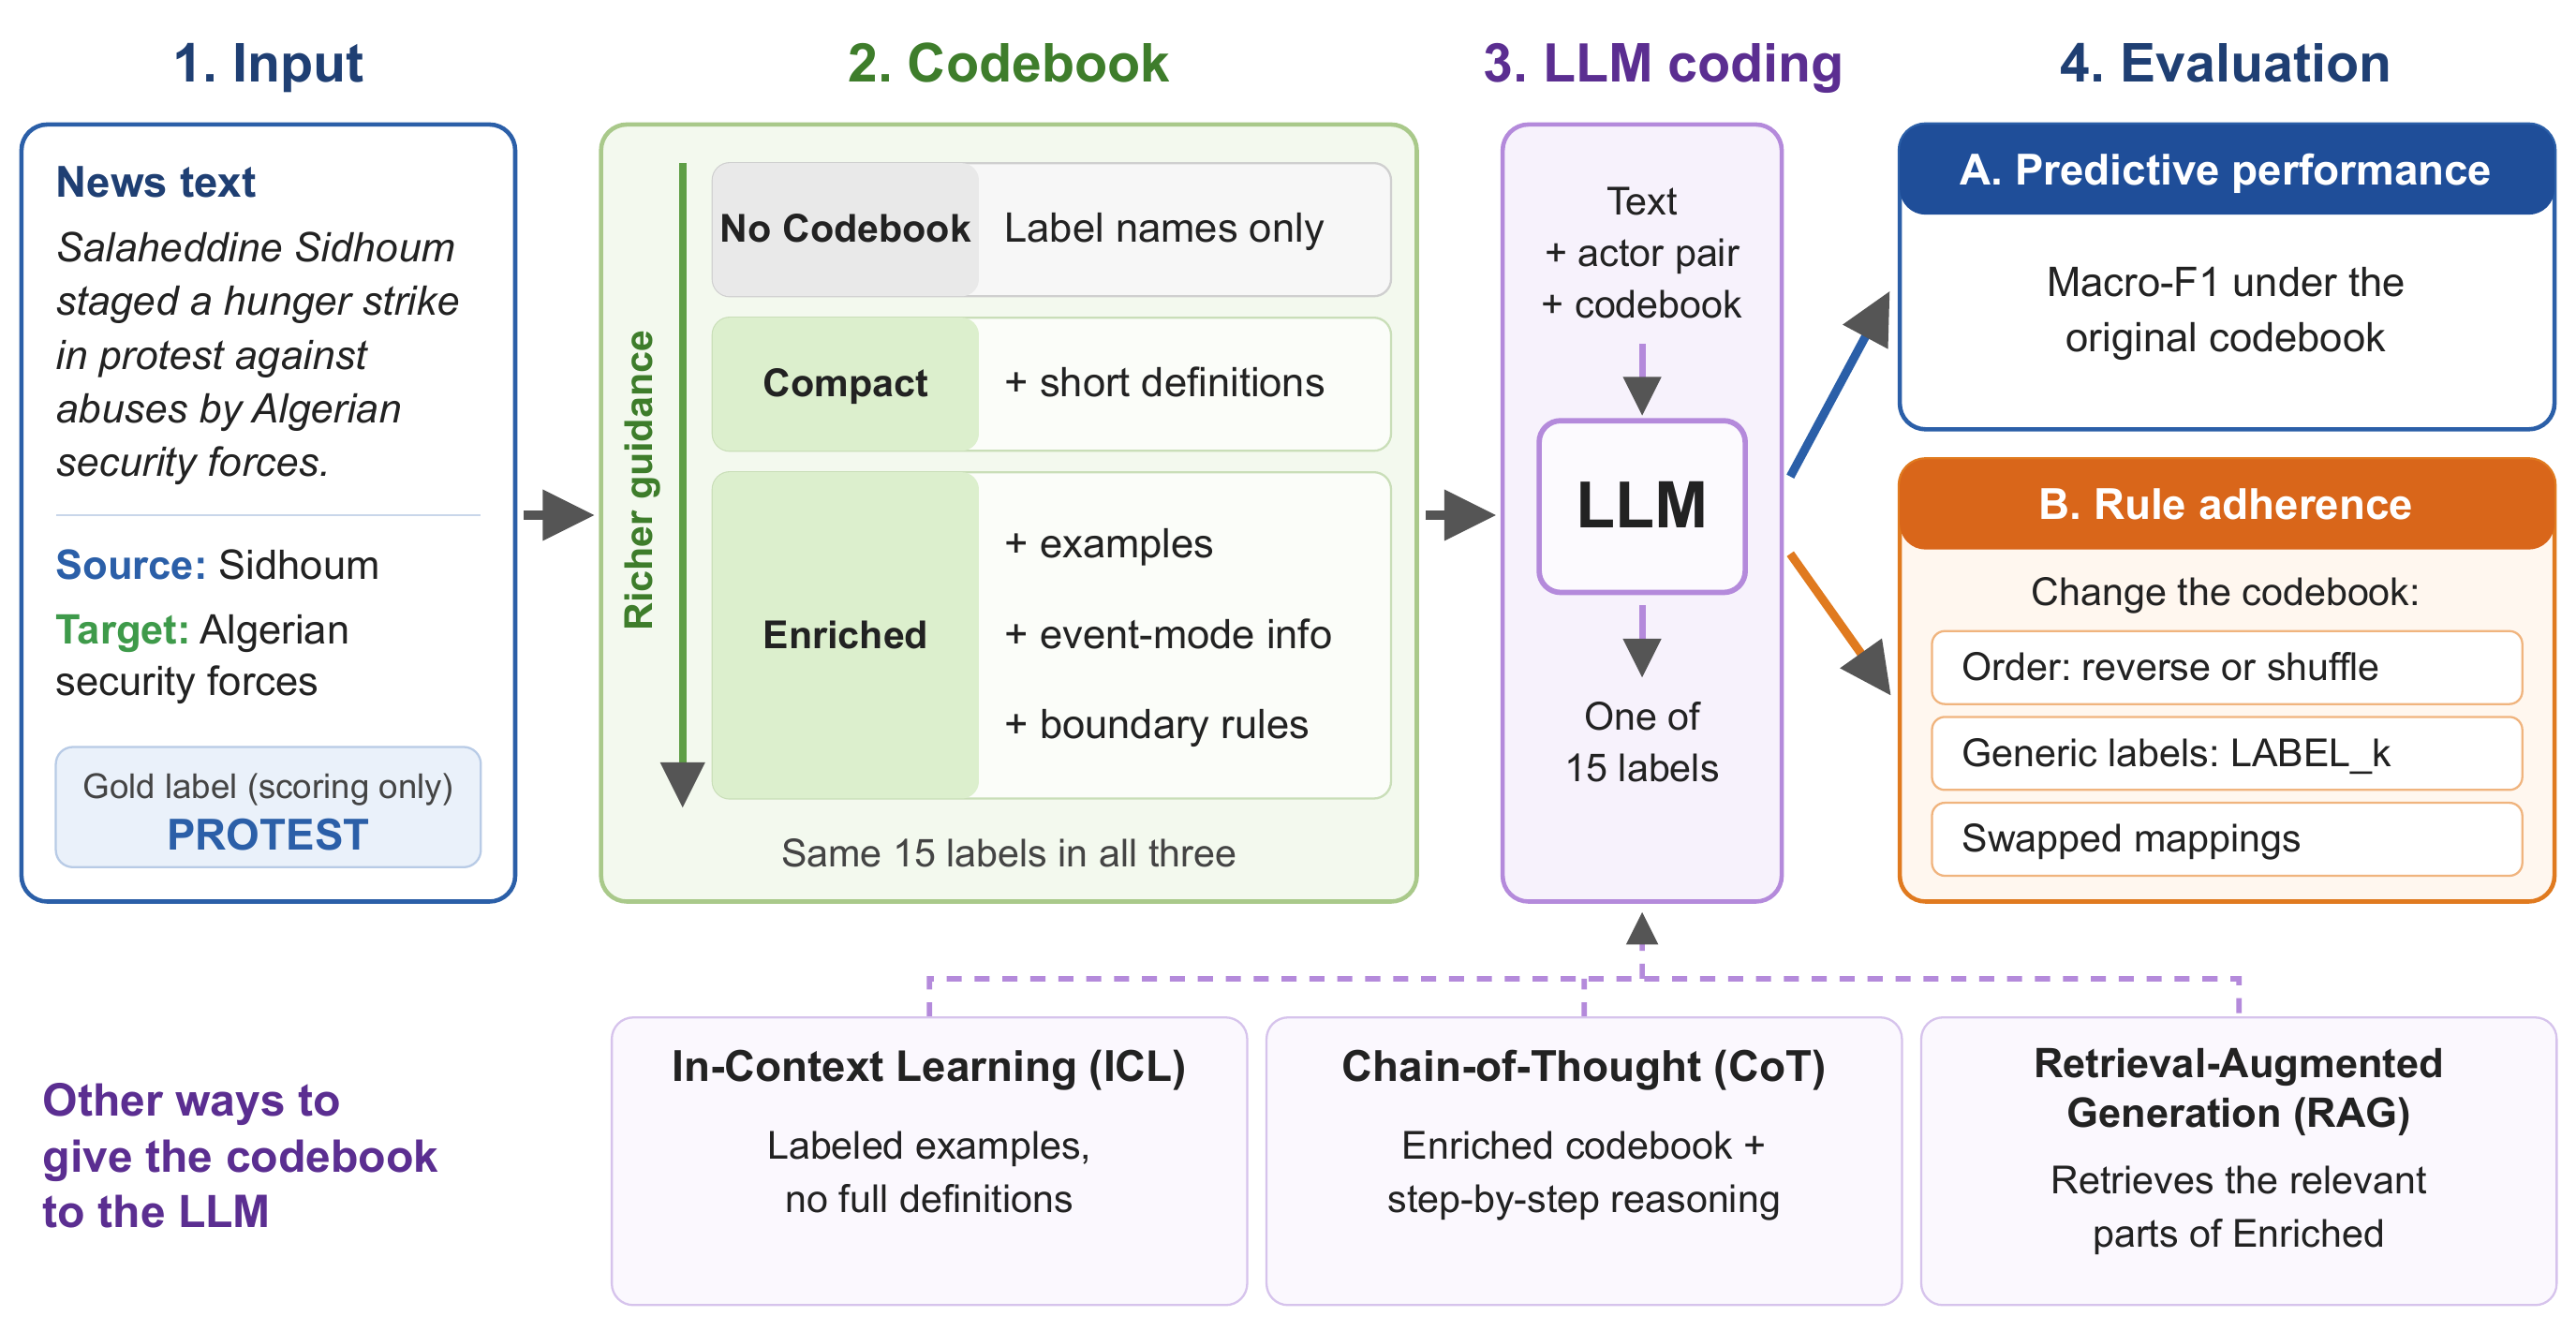 1. Input
News text
Salaheddine Sidhoum
staged a hunger strike
in protest against
abuses by Algerian
security forces.
Source: Sidhoum
Target: Algerian
security forces
Gold label (scoring only)
PROTEST
2. Codebook
Richer guidance
No Codebook
Label names only
Compact
+ short definitions
Enriched
+ examples
+ event-mode info
+ boundary rules
Same 15 labels in all three
3. LLM coding
Text
+ actor pair
+ codebook
LLM
One of
15 labels
4. Evaluation
A. Predictive performance
Macro-F1 under the
original codebook
B. Rule adherence
Change the codebook:
Order: reverse or shuffle
Generic labels: LABEL_k
Swapped mappings
Other ways to
give the codebook
to the LLM
In-Context Learning (ICL)
Labeled examples,
no full definitions
Chain-of-Thought (CoT)
Enriched codebook +
step-by-step reasoning
Retrieval-Augmented
Generation (RAG)
Retrieves the relevant
parts of Enriched